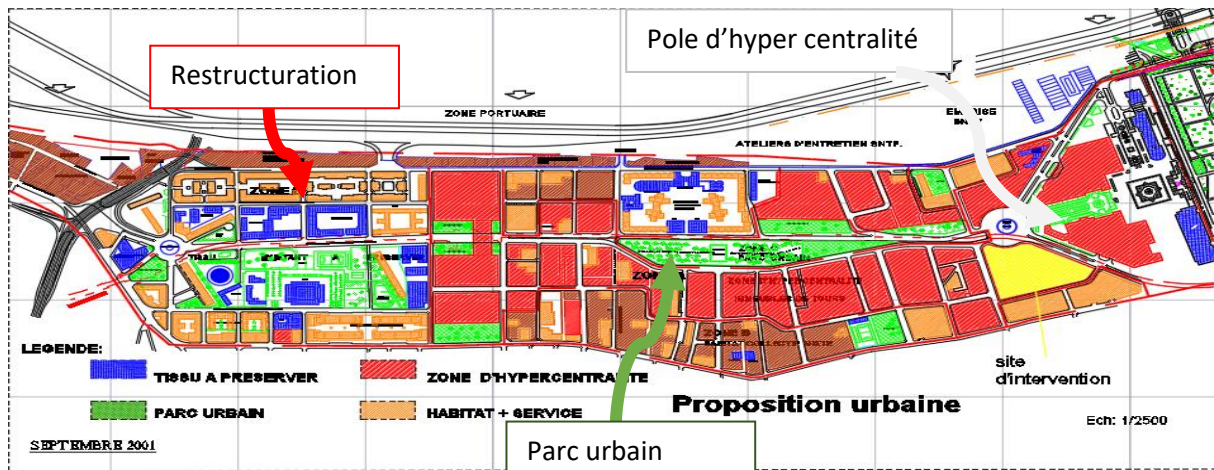 Pole d'hyper centralité
Restructuration
ZONE PORTUAIRE
ATELIERS D'ENTRETIEN SNTF.
ZONE
LEGENDE:
TISSU A PRESERVER
ZONE D'HYPERCENTRALITE
PARC URBAIN
HABITAT + SERVICE
SEPTEMBRE 2001
Proposition urbaine
site
d'intervention
Ech: 1/2500
Parc urbain